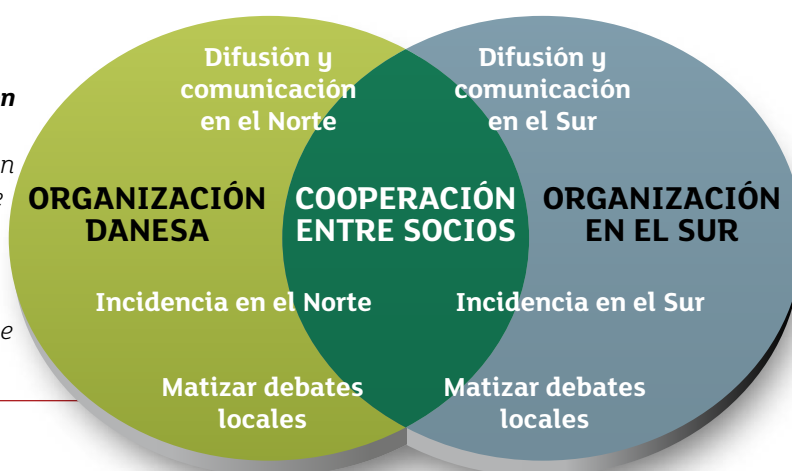 n
n
e
e
Difusión y
comunicación
en el Norte
ORGANIZACIÓN
DANESA
Incidencia en el Norte
Matizar debates
locales
COOPERACIÓN
ENTRE SOCIOS
Difusión y
comunicación
en el Sur
ORGANIZACIÓN
EN EL SUR
Incidencia en el Sur
Matizar debates
locales